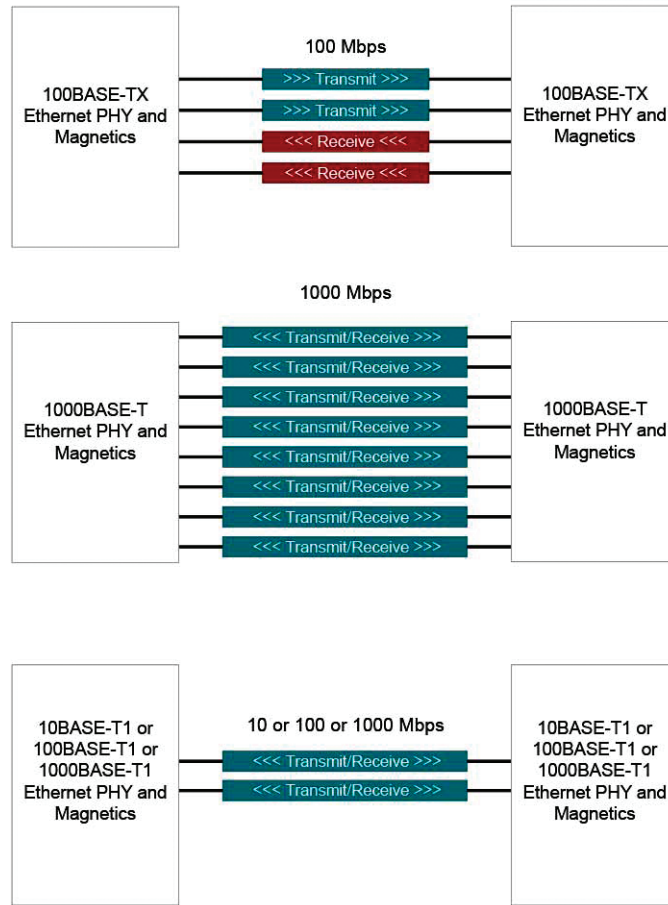 100 Mbps
100BASE-TX
Ethernet PHY and
Magnetics
>>> Transmit >>>
>>> Transmit >>>
<<< Receive <<<
<<< Receive <<<
100BASE-TX
Ethernet PHY and
Magnetics
1000 Mbps
1000BASE-T
Ethernet PHY and
Magnetics
<<< Transmit/Receive >>>
<<< Transmit/Receive >>>
<<< Transmit/Receive >>>
<<< Transmit/Receive >>>
<<< Transmit/Receive >>>
<<< Transmit/Receive >>>
<<< Transmit/Receive >>>
<<< Transmit/Receive >>>
1000BASE-T
Ethernet PHY and
Magnetics
10BASE-T1 or
100BASE-T1 or
1000BASE-T1
Ethernet PHY and
Magnetics
10 or 100 or 1000 Mbps
<<< Transmit/Receive >>>
<<< Transmit/Receive >>>
10BASE-T1 or
100BASE-T1 or
1000BASE-T1
Ethernet PHY and
Magnetics